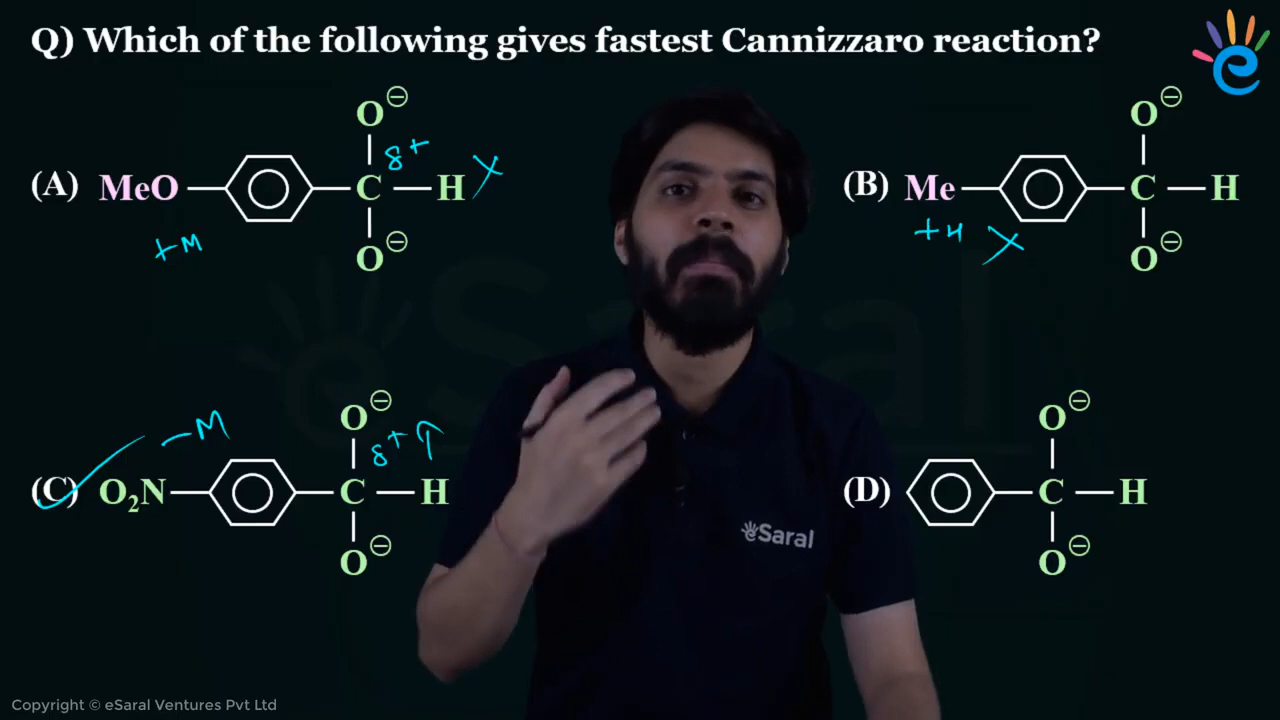 Q) Which of the following gives fastest Cannizzaro reaction?
(A) MeO C H
O⊖
O⊖
δ+
+M
(B) Me C H
O⊖
O⊖
+H
(C) O₂N C H
O⊖
O⊖
δ+ ↑
−M
(D) C H
O⊖
O⊖
eSaral
Copyright © eSaral Ventures Pvt Ltd